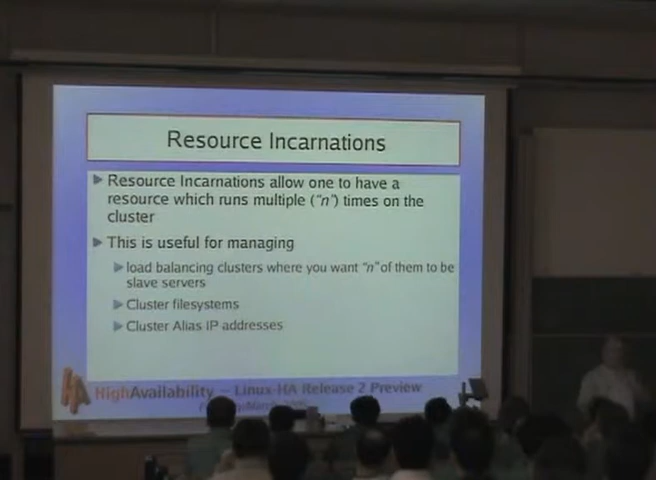 Resource Incarnations
Resource Incarnations allow one to have a
resource which runs multiple ("n") times on the
cluster
This is useful for managing
load balancing clusters where you want "n" of them to be
slave servers
Cluster filesystems
Cluster Alias IP addresses
HA HighAvailability – Linux-HA Release 2 Preview